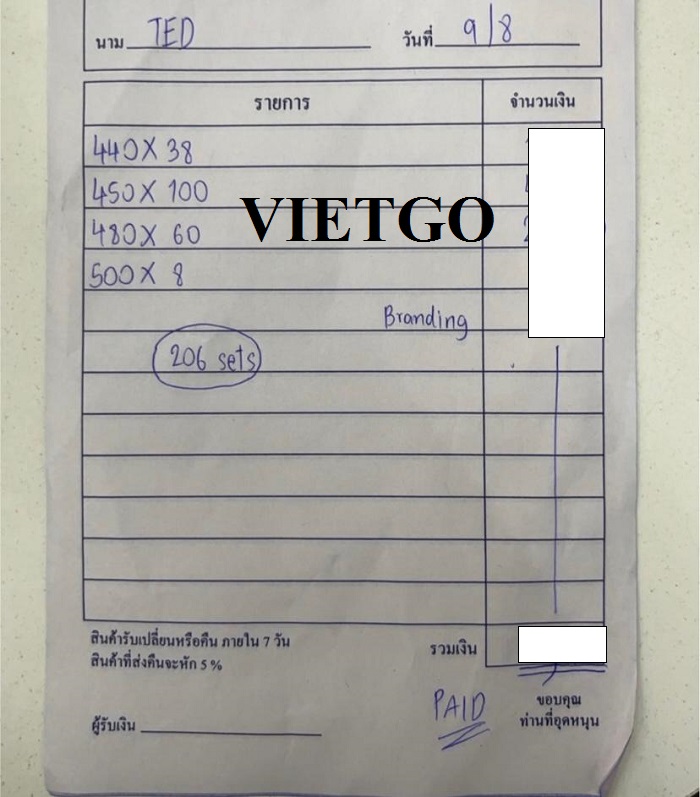 นาม TED วันที่ 9/8
รายการ จำนวนเงิน
440 X 38
450 X 100
VIETGO
480 X 60
500 X 8
Branding
206 sets
สินค้ารับเปลี่ยนหรือคืน ภายใน 7 วัน
สินค้าที่ส่งคืนจะหัก 5 %
รวมเงิน
PAID
ขอบคุณ
ท่านที่อุดหนุน
ผู้รับเงิน